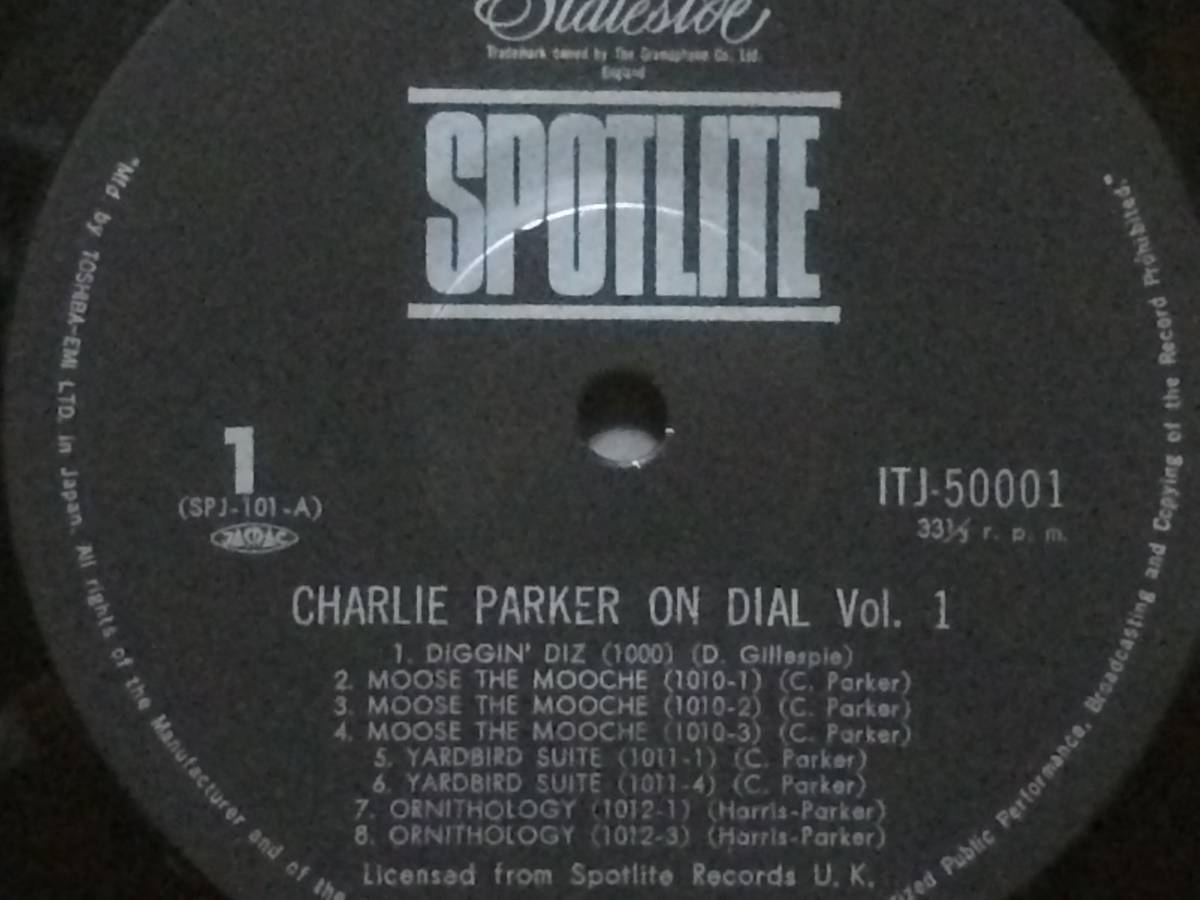 Stateside
Trademark owned by The Gramophone Co., Ltd.
England
SPOTLITE
1
(SPJ-101-A)
ITJ-50001
33⅓ r. p. m.
CHARLIE PARKER ON DIAL Vol. 1
1. DIGGIN' DIZ (1000) (D. Gillespie)
2. MOOSE THE MOOCHE (1010-1) (C. Parker)
3. MOOSE THE MOOCHE (1010-2) (C. Parker)
4. MOOSE THE MOOCHE (1010-3) (C. Parker)
5. YARDBIRD SUITE (1011-1) (C. Parker)
6. YARDBIRD SUITE (1011-4) (C. Parker)
7. ORNITHOLOGY (1012-1) (Harris-Parker)
8. ORNITHOLOGY (1012-3) (Harris-Parker)
Licensed from Spotlite Records U. K.
"Mfd by TOSHIBA-EMI LTD. in Japan. All rights of the Manufacturer and of the
Public Performance, Broadcasting and Copying of the Record Prohibited."